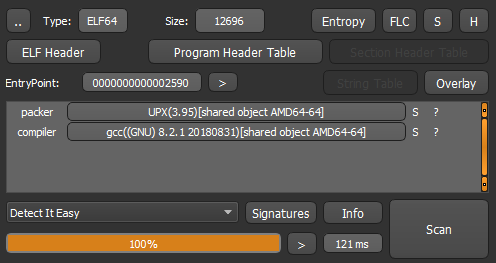 .. Type: ELF64 Size: 12696 Entropy FLC S H
ELF Header Program Header Table Section Header Table
EntryPoint: 0000000000002590 > String Table Overlay
packer UPX(3.95)[shared object AMD64-64] S ?
compiler gcc((GNU) 8.2.1 20180831)[shared object AMD64-64] S ?
Detect It Easy Signatures Info Scan
100% > 121 ms